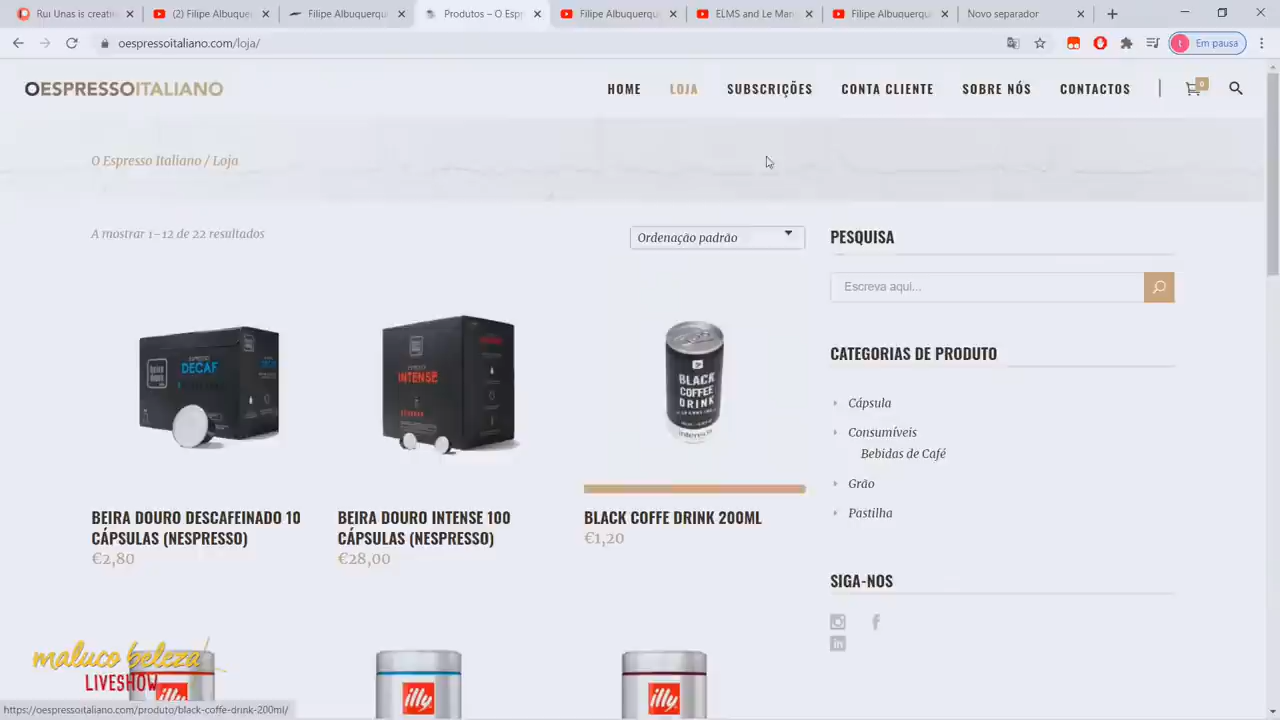 Rui Unas is creati
(2) Filipe Albuquer
Filipe Albuquerqu
Produtos – O Esp
Filipe Albuquerqu
ELMS and Le Man
Filipe Albuquerqu
Novo separador
oespressoitaliano.com/loja/
Em pausa
OESPRESSOITALIANO
HOME
LOJA
SUBSCRIÇÕES
CONTA CLIENTE
SOBRE NÓS
CONTACTOS
0
O Espresso Italiano / Loja
A mostrar 1–12 de 22 resultados
Ordenação padrão
DECAF
INTENSE
BLACK
COFFEE
DRINK
BEIRA DOURO DESCAFEINADO 10
CÁPSULAS (NESPRESSO)
€2,80
BEIRA DOURO INTENSE 100
CÁPSULAS (NESPRESSO)
€28,00
BLACK COFFE DRINK 200ML
€1,20
PESQUISA
Escreva aqui...
CATEGORIAS DE PRODUTO
Cápsula
Consumíveis
Bebidas de Café
Grão
Pastilha
SIGA-NOS
maluco beleza
LIVESHOW
illy
illy
illy
https://oespressoitaliano.com/produto/black-coffe-drink-200ml/